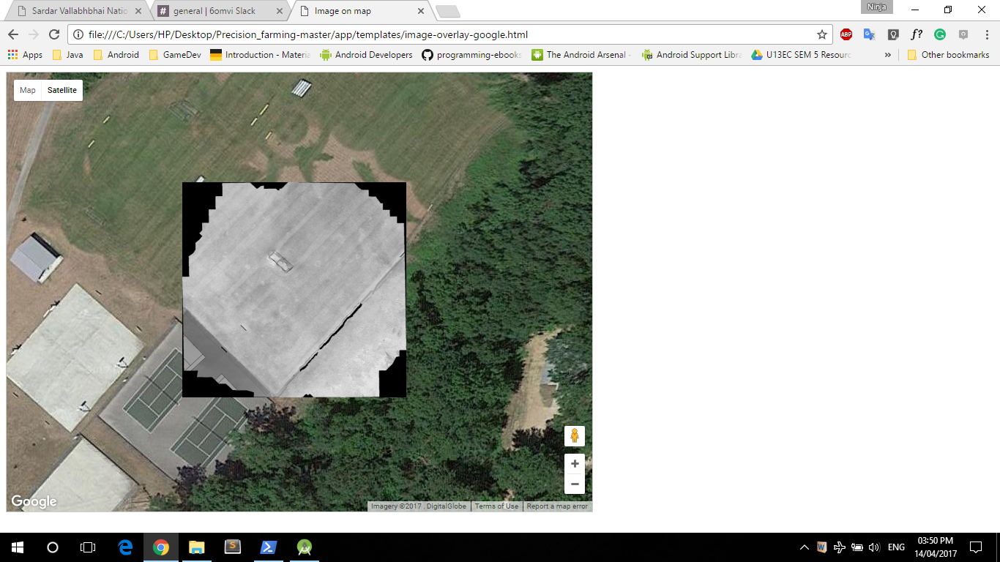 Sardar Vallabhbhai Natio
general | 6omvi Slack
Image on map
Ninja
file:///C:/Users/HP/Desktop/Precision_farming-master/app/templates/image-overlay-google.html
ABP
f?
Apps
Java
Android
GameDev
Introduction - Materia
Android Developers
programming-ebooks
The Android Arsenal -
Android Support Libra
U13EC SEM 5 Resourc
»
Other bookmarks
Map
Satellite
Google
Imagery ©2017 , DigitalGlobe
Terms of Use
Report a map error
ENG
03:50 PM
14/04/2017